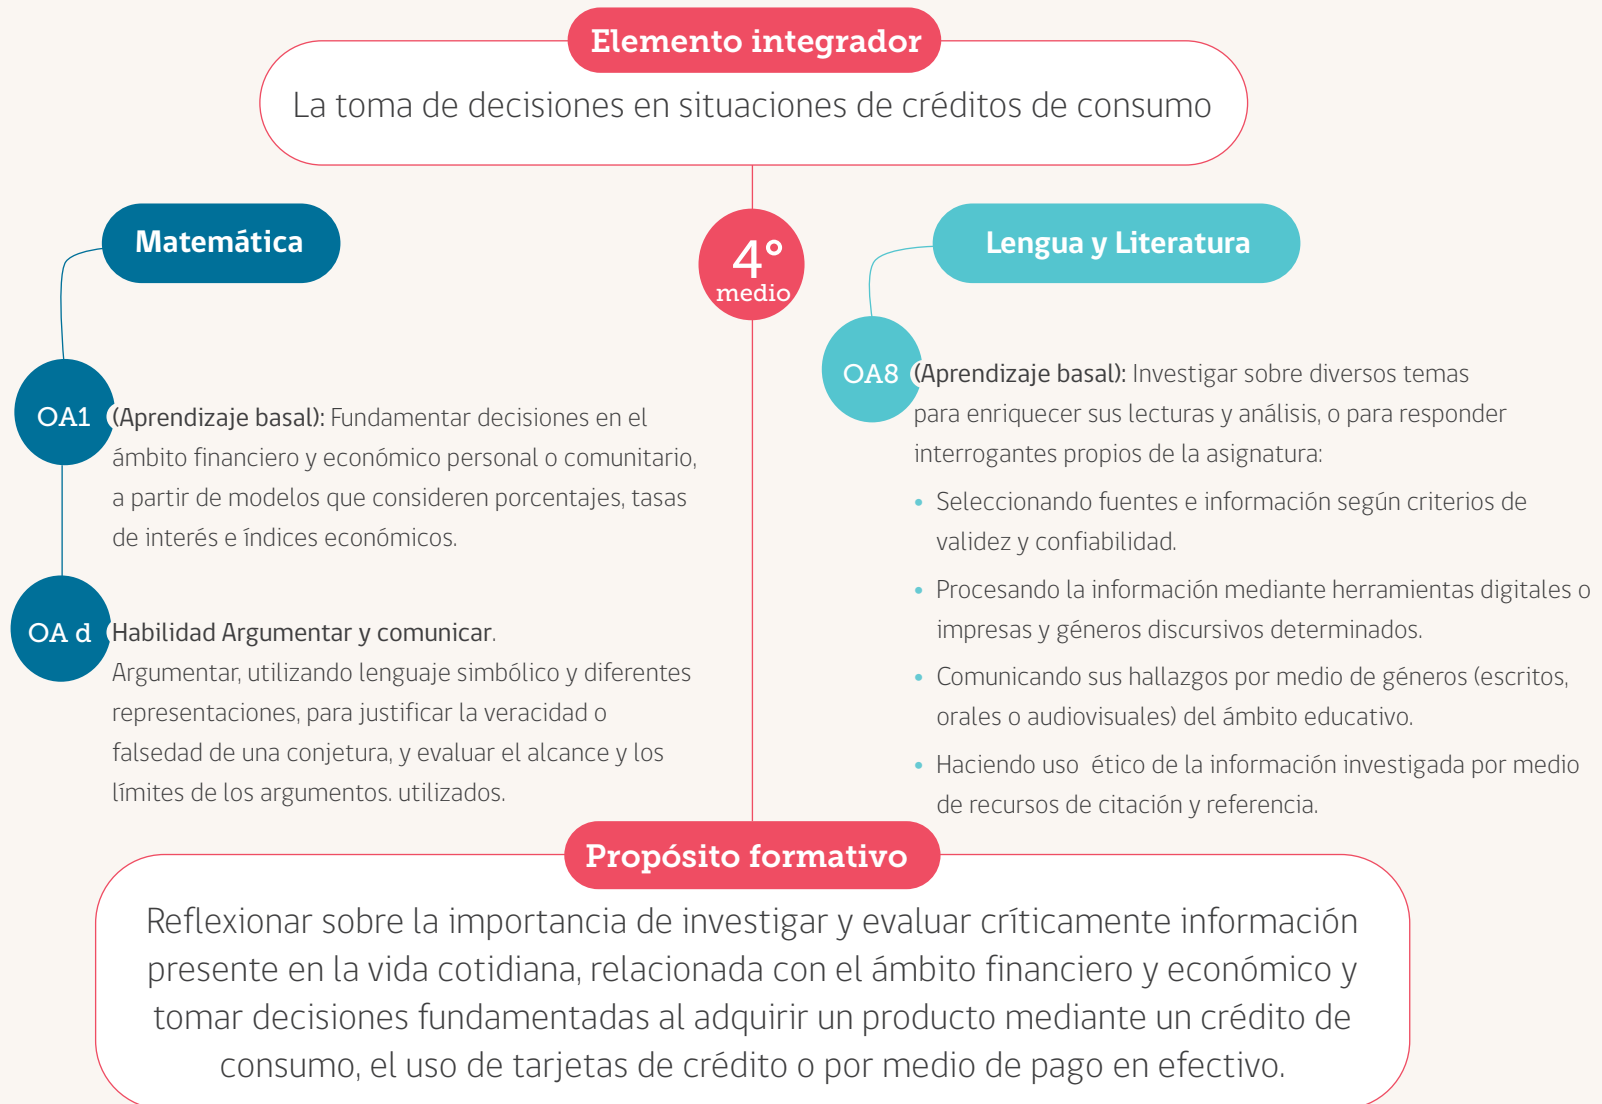 Elemento integrador
La toma de decisiones en situaciones de créditos de consumo
4°
medio
Matemática
OA1
(Aprendizaje basal): Fundamentar decisiones en el
ámbito financiero y económico personal o comunitario,
a partir de modelos que consideren porcentajes, tasas
de interés e índices económicos.
OA d
Habilidad Argumentar y comunicar.
Argumentar, utilizando lenguaje simbólico y diferentes
representaciones, para justificar la veracidad o
falsedad de una conjetura, y evaluar el alcance y los
límites de los argumentos. utilizados.
Lengua y Literatura
OA8
(Aprendizaje basal): Investigar sobre diversos temas
para enriquecer sus lecturas y análisis, o para responder
interrogantes propios de la asignatura:
• Seleccionando fuentes e información según criterios de
validez y confiabilidad.
• Procesando la información mediante herramientas digitales o
impresas y géneros discursivos determinados.
• Comunicando sus hallazgos por medio de géneros (escritos,
orales o audiovisuales) del ámbito educativo.
• Haciendo uso  ético de la información investigada por medio
de recursos de citación y referencia.
Propósito formativo
Reflexionar sobre la importancia de investigar y evaluar críticamente información
presente en la vida cotidiana, relacionada con el ámbito financiero y económico y
tomar decisiones fundamentadas al adquirir un producto mediante un crédito de
consumo, el uso de tarjetas de crédito o por medio de pago en efectivo.